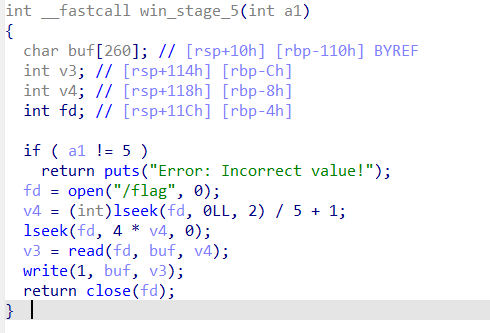 int __fastcall win_stage_5(int a1)
{
  char buf[260]; // [rsp+10h] [rbp-110h] BYREF
  int v3; // [rsp+114h] [rbp-Ch]
  int v4; // [rsp+118h] [rbp-8h]
  int fd; // [rsp+11Ch] [rbp-4h]

  if ( a1 != 5 )
    return puts("Error: Incorrect value!");
  fd = open("/flag", 0);
  v4 = (int)lseek(fd, 0LL, 2) / 5 + 1;
  lseek(fd, 4 * v4, 0);
  v3 = read(fd, buf, v4);
  write(1, buf, v3);
  return close(fd);
}